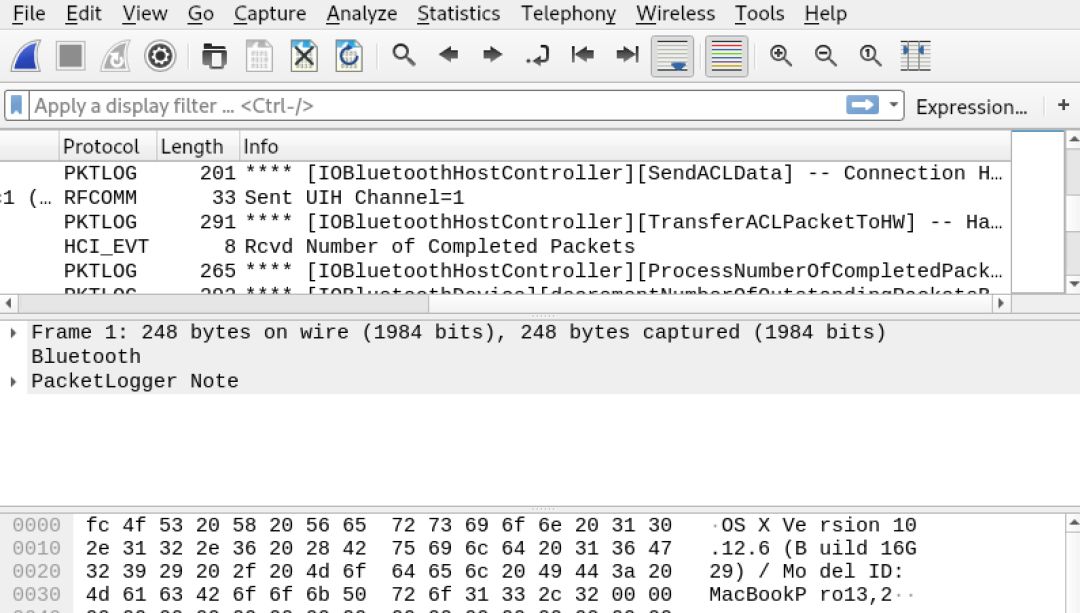 File Edit View Go Capture Analyze Statistics Telephony Wireless Tools Help
Apply a display filter ... <Ctrl-/> Expression... +
Protocol Length Info
PKTLOG 201 **** [IOBluetoothHostController][SendACLData] -- Connection H...
1 (... RFCOMM 33 Sent UIH Channel=1
PKTLOG 291 **** [IOBluetoothHostController][TransferACLPacketToHW] -- Ha...
HCI_EVT 8 Rcvd Number of Completed Packets
PKTLOG 265 **** [IOBluetoothHostController][ProcessNumberOfCompletedPack...
Frame 1: 248 bytes on wire (1984 bits), 248 bytes captured (1984 bits)
Bluetooth
PacketLogger Note
0000 fc 4f 53 20 58 20 56 65 72 73 69 6f 6e 20 31 30 ·OS X Ve rsion 10
0010 2e 31 32 2e 36 20 28 42 75 69 6c 64 20 31 36 47 .12.6 (B uild 16G
0020 32 39 29 20 2f 20 4d 6f 64 65 6c 20 49 44 3a 20 29) / Mo del ID:
0030 4d 61 63 42 6f 6f 6b 50 72 6f 31 33 2c 32 00 00 MacBookP ro13,2··